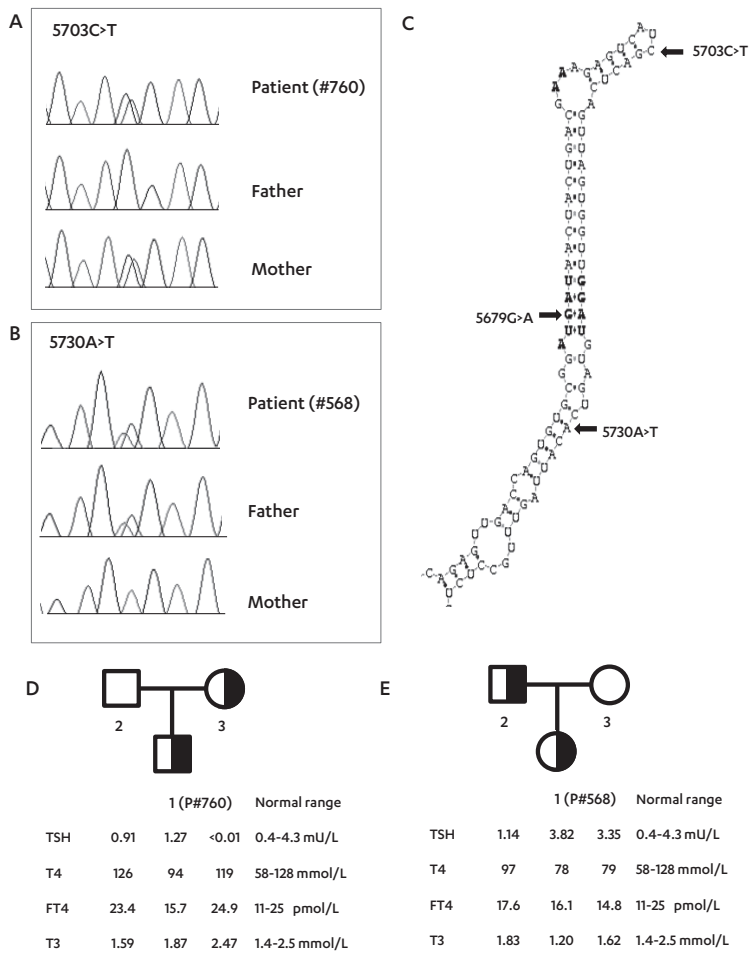 A
5703C>T
Patient (#760)
Father
Mother
B
5730A>T
Patient (#568)
Father
Mother
C
5703C>T
5679G>A
5730A>T
D
2 3
1 (P#760) Normal range
TSH 0.91 1.27 <0.01 0.4-4.3 mU/L
T4 126 94 119 58-128 mmol/L
FT4 23.4 15.7 24.9 11-25 pmol/L
T3 1.59 1.87 2.47 1.4-2.5 mmol/L
E
2 3
1 (P#568) Normal range
TSH 1.14 3.82 3.35 0.4-4.3 mU/L
T4 97 78 79 58-128 mmol/L
FT4 17.6 16.1 14.8 11-25 pmol/L
T3 1.83 1.20 1.62 1.4-2.5 mmol/L